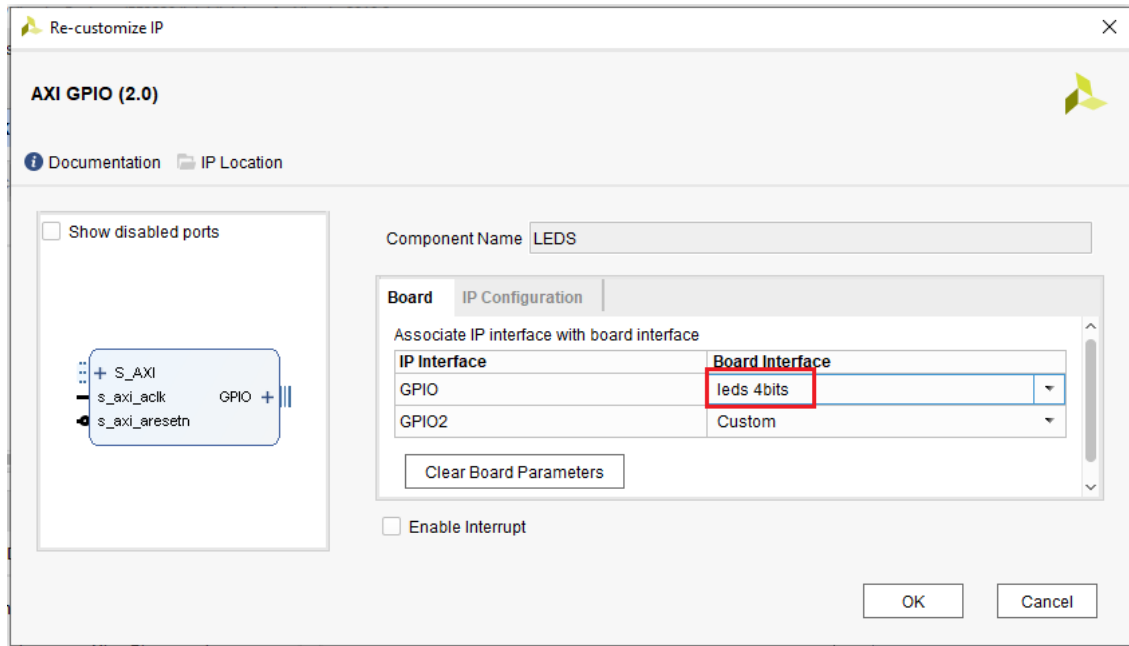 Re-customize IP
AXI GPIO (2.0)
Documentation IP Location
Show disabled ports
S_AXI
s_axi_aclk GPIO
s_axi_aresetn
Component Name LEDS
Board IP Configuration
Associate IP interface with board interface
IP Interface Board Interface
GPIO leds 4bits
GPIO2 Custom
Clear Board Parameters
Enable Interrupt
OK Cancel